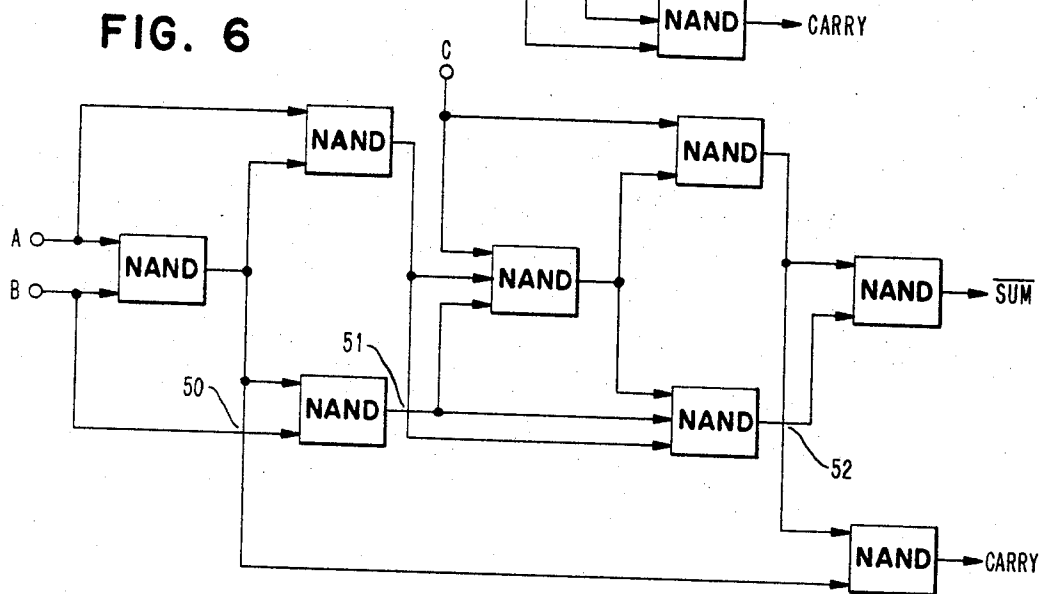 FIG. 6
NAND
CARRY
C
NAND
NAND
A
NAND
B
NAND
NAND
SUM
50
51
NAND
NAND
52
NAND
CARRY